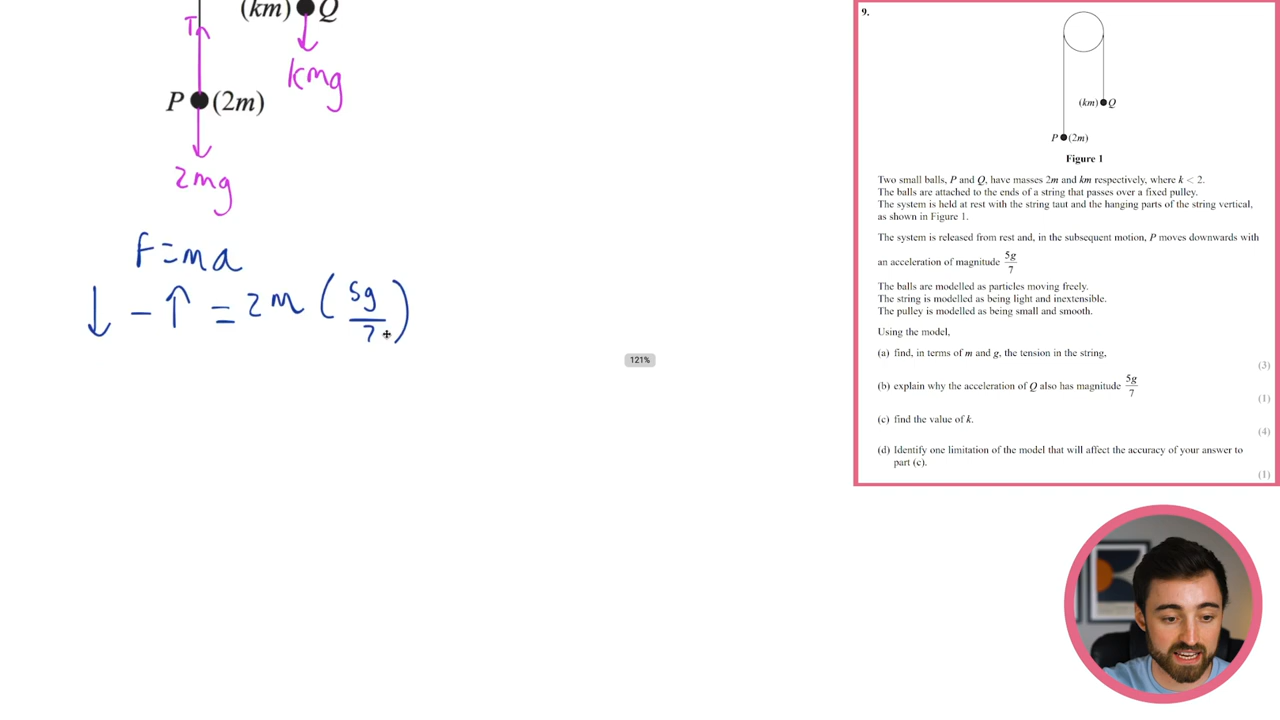 (km) Q
T
kmg
P (2m)
2mg
F=ma
↓ - ↑ = 2m (5g/7)
121%
9.
(km) Q
P (2m)
Figure 1
Two small balls, P and Q, have masses 2m and km respectively, where k < 2.
The balls are attached to the ends of a string that passes over a fixed pulley.
The system is held at rest with the string taut and the hanging parts of the string vertical,
as shown in Figure 1.
The system is released from rest and, in the subsequent motion, P moves downwards with
an acceleration of magnitude 5g/7
The balls are modelled as particles moving freely.
The string is modelled as being light and inextensible.
The pulley is modelled as being small and smooth.
Using the model,
(a) find, in terms of m and g, the tension in the string,
(3)
(b) explain why the acceleration of Q also has magnitude 5g/7
(1)
(c) find the value of k.
(4)
(d) Identify one limitation of the model that will affect the accuracy of your answer to
part (c).
(1)